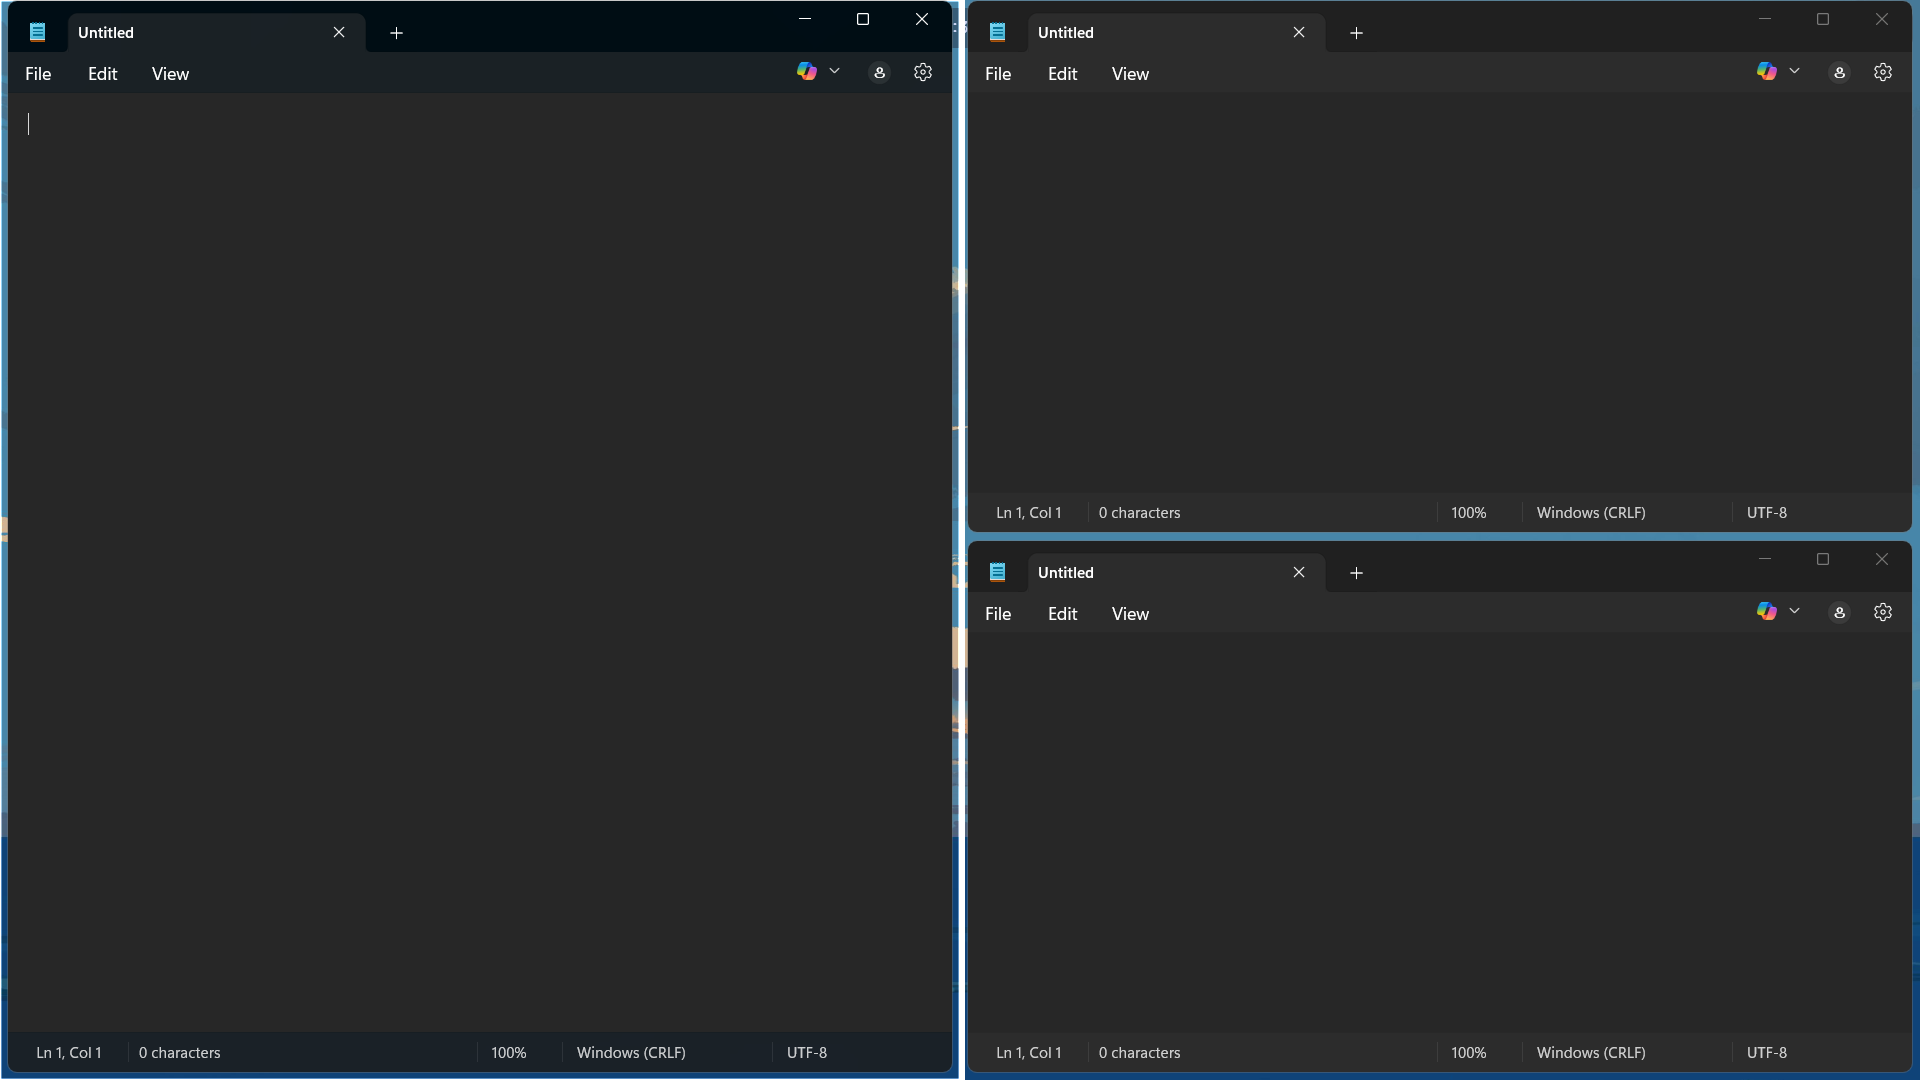 Untitled
File Edit View
Ln 1, Col 1 0 characters 100% Windows (CRLF) UTF-8
Untitled
File Edit View
Ln 1, Col 1 0 characters 100% Windows (CRLF) UTF-8
Untitled
File Edit View
Ln 1, Col 1 0 characters 100% Windows (CRLF) UTF-8